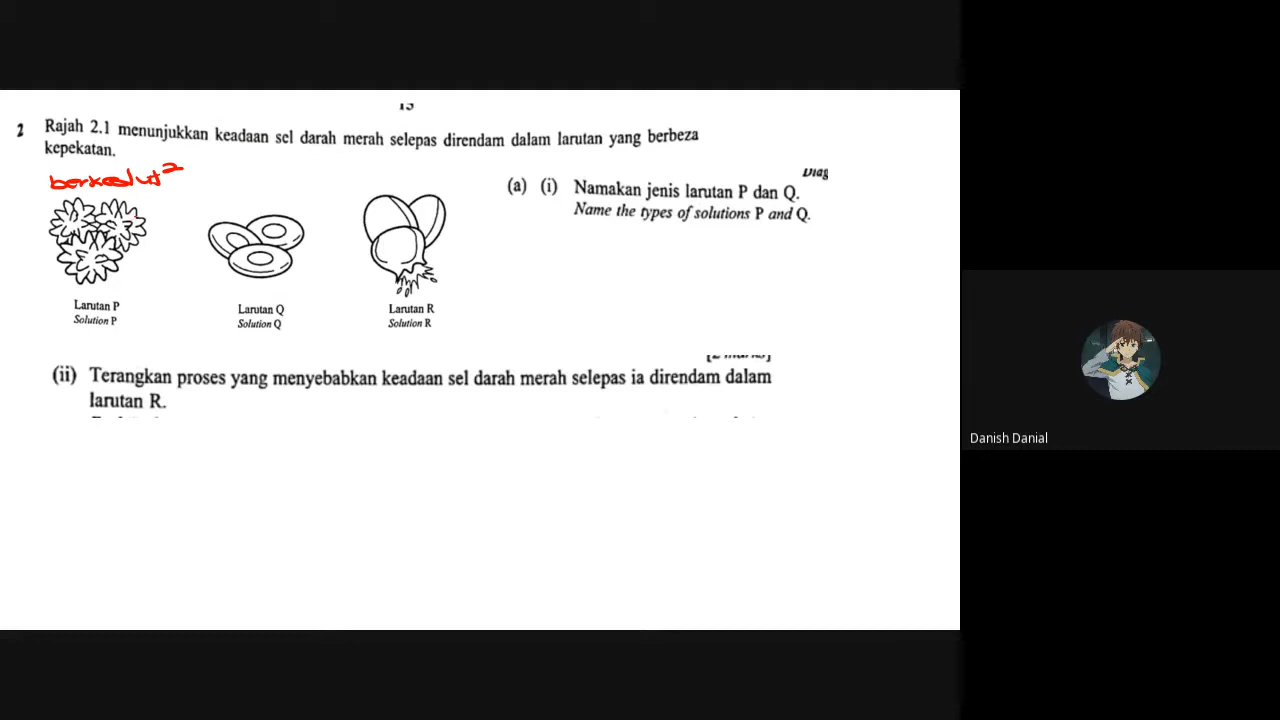 2 Rajah 2.1 menunjukkan keadaan sel darah merah selepas direndam dalam larutan yang berbeza
kepekatan.
(a) (i) Namakan jenis larutan P dan Q.
Name the types of solutions P and Q.
Larutan P
Solution P
Larutan Q
Solution Q
Larutan R
Solution R
(ii) Terangkan proses yang menyebabkan keadaan sel darah merah selepas ia direndam dalam
larutan R.
Danish Danial